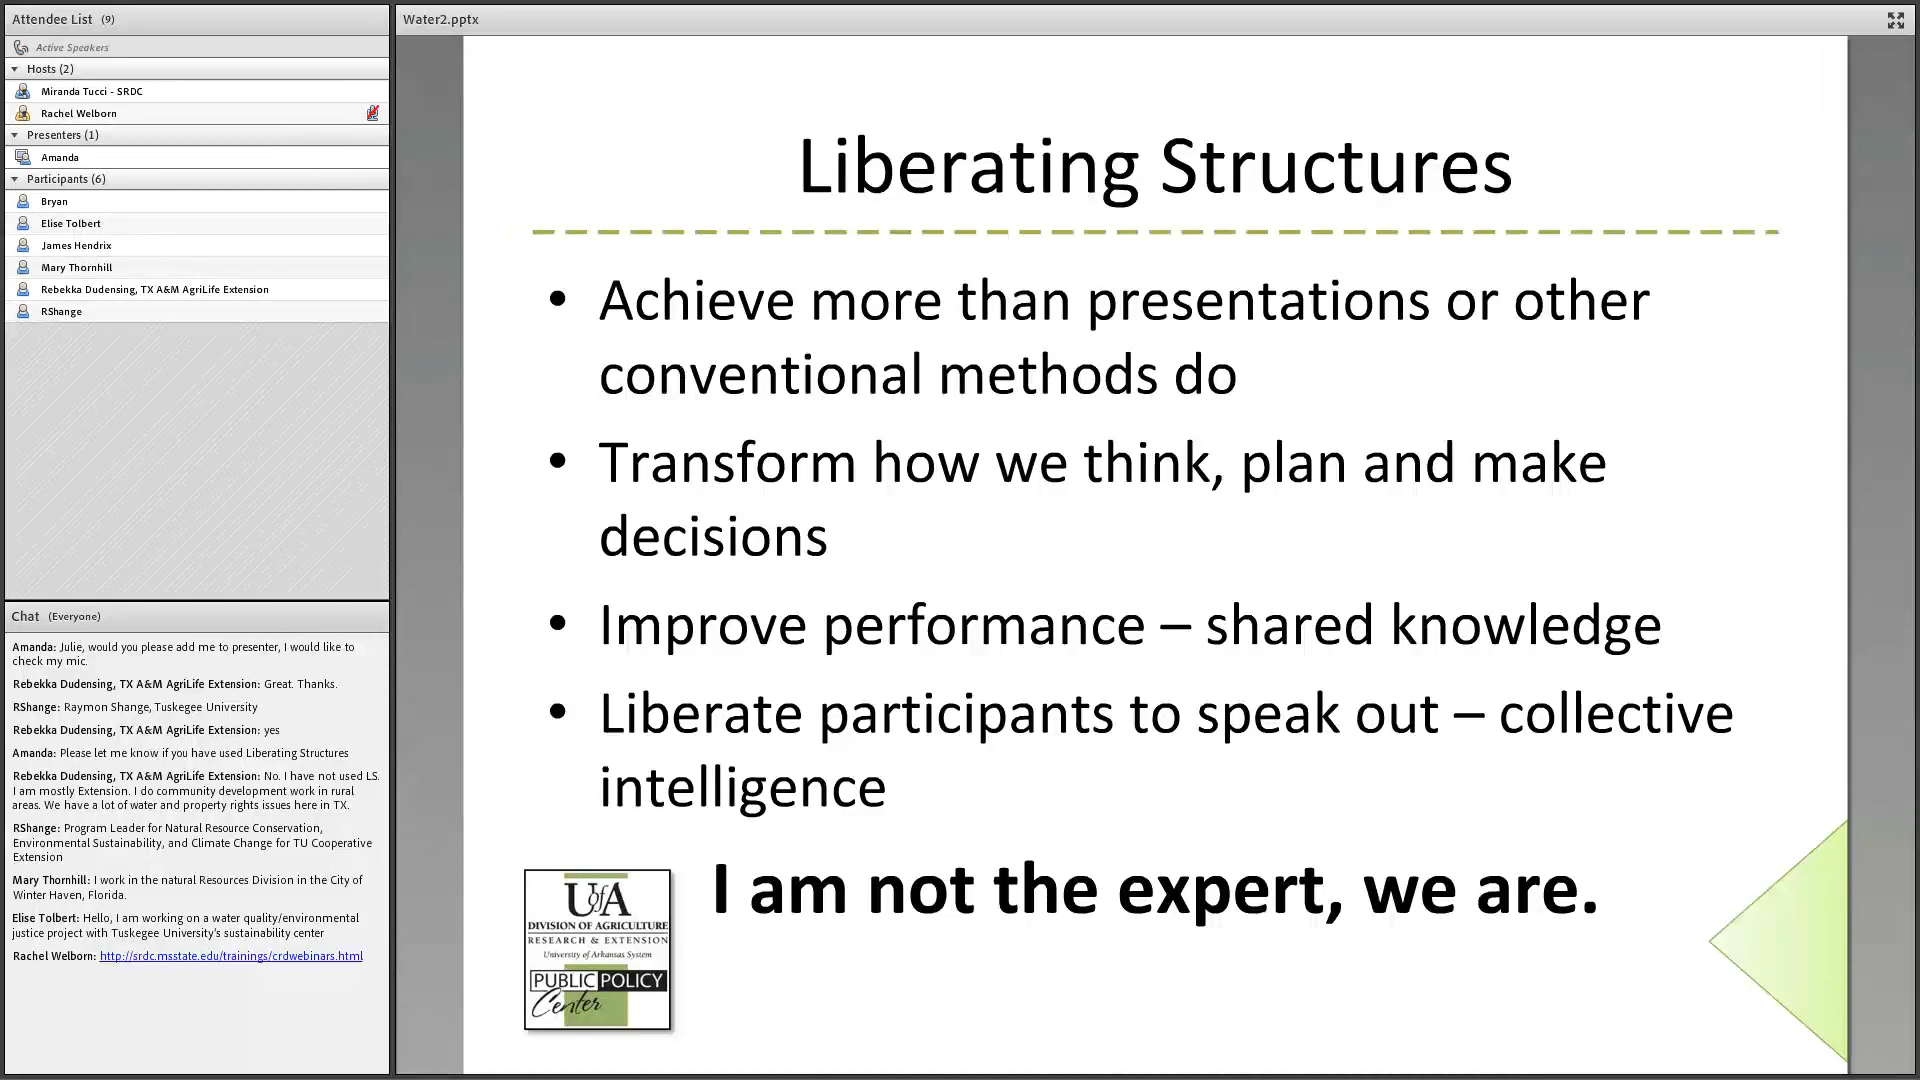 Attendee List (9)
Active Speakers
Hosts (2)
Miranda Tucci - SRDC
Rachel Welborn
Presenters (1)
Amanda
Participants (6)
Bryan
Elise Tolbert
James Hendrix
Mary Thornhill
Rebekka Dudensing, TX A&M AgriLife Extension
RShange
Chat (Everyone)
Amanda: Julie, would you please add me to presenter, I would like to
check my mic.
Rebekka Dudensing, TX A&M AgriLife Extension: Great. Thanks.
RShange: Raymon Shange, Tuskegee University
Rebekka Dudensing, TX A&M AgriLife Extension: yes
Amanda: Please let me know if you have used Liberating Structures
Rebekka Dudensing, TX A&M AgriLife Extension: No. I have not used LS.
I am mostly Extension. I do community development work in rural
areas. We have a lot of water and property rights issues here in TX.
RShange: Program Leader for Natural Resource Conservation,
Environmental Sustainability, and Climate Change for TU Cooperative
Extension
Mary Thornhill: I work in the natural Resources Division in the City of
Winter Haven, Florida.
Elise Tolbert: Hello, I am working on a water quality/environmental
justice project with Tuskegee University's sustainability center
Rachel Welborn: http://srdc.msstate.edu/trainings/crdwebinars.html
Water2.pptx
Liberating Structures
• Achieve more than presentations or other
conventional methods do
• Transform how we think, plan and make
decisions
• Improve performance – shared knowledge
• Liberate participants to speak out – collective
intelligence
I am not the expert, we are.
UofA
DIVISION OF AGRICULTURE
RESEARCH & EXTENSION
University of Arkansas System
PUBLIC POLICY
Center